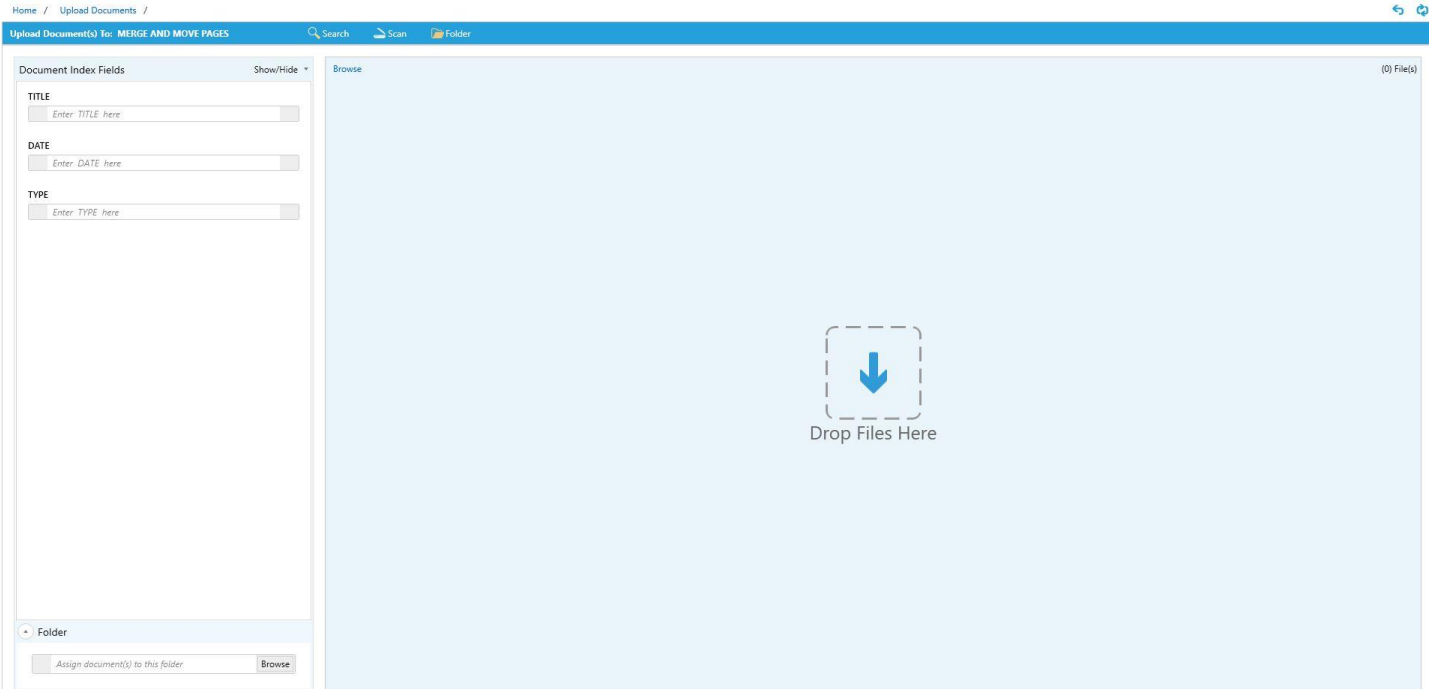 Home / Upload Documents /
Upload Document(s) To: MERGE AND MOVE PAGES Search Scan Folder
Document Index Fields Show/Hide
Browse (0) File(s)
TITLE
Enter TITLE here
DATE
Enter DATE here
TYPE
Enter TYPE here
Drop Files Here
Folder
Assign document(s) to this folder Browse